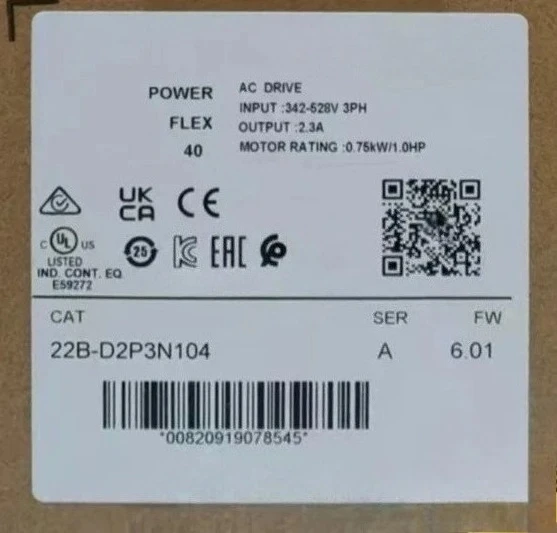 POWER
FLEX
40
AC DRIVE
INPUT :342-528V 3PH
OUTPUT :2.3A
MOTOR RATING :0.75kW/1.0HP
UK
CA
CE
C UL US
LISTED
IND. CONT. EQ
E59272
25
EAC
CAT
SER
FW
22B-D2P3N104
A
6.01
*00820919078545*